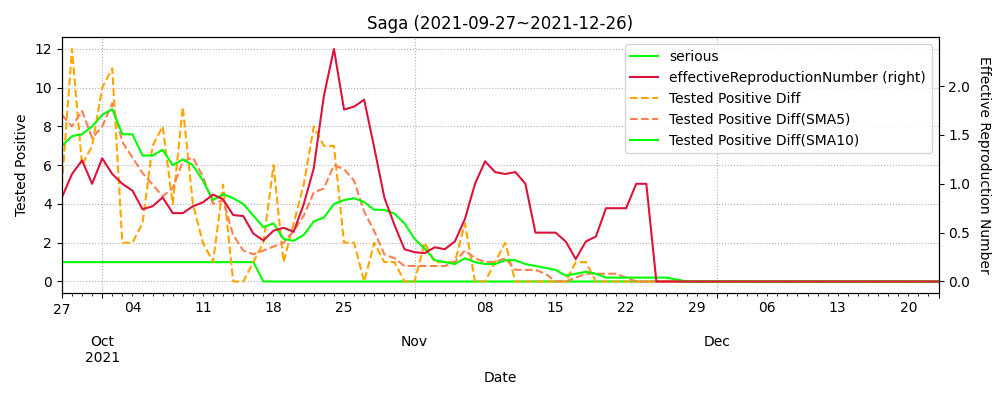 Saga (2021-09-27~2021-12-26)
12
10
8
6
4
2
0
Tested Positive
serious
effectiveReproductionNumber (right)
Tested Positive Diff
Tested Positive Diff(SMA5)
Tested Positive Diff(SMA10)
2.0
1.5
1.0
0.5
0.0
Effective Reproduction Number
27 04 11 18 25 08 15 22 29 06 13 20
Oct Nov Dec
2021
Date